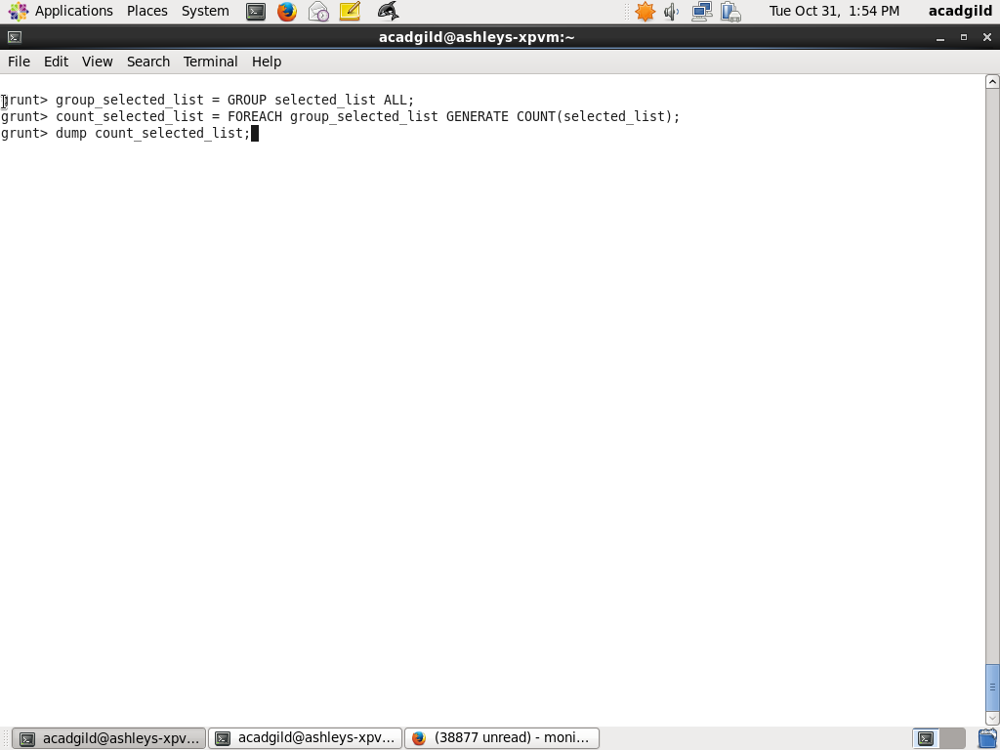 Applications Places System Tue Oct 31, 1:54 PM acadgild
acadgild@ashleys-xpvm:~
File Edit View Search Terminal Help
grunt> group_selected_list = GROUP selected_list ALL;
grunt> count_selected_list = FOREACH group_selected_list GENERATE COUNT(selected_list);
grunt> dump count_selected_list;
acadgild@ashleys-xpv... acadgild@ashleys-xpv... (38877 unread) - moni...